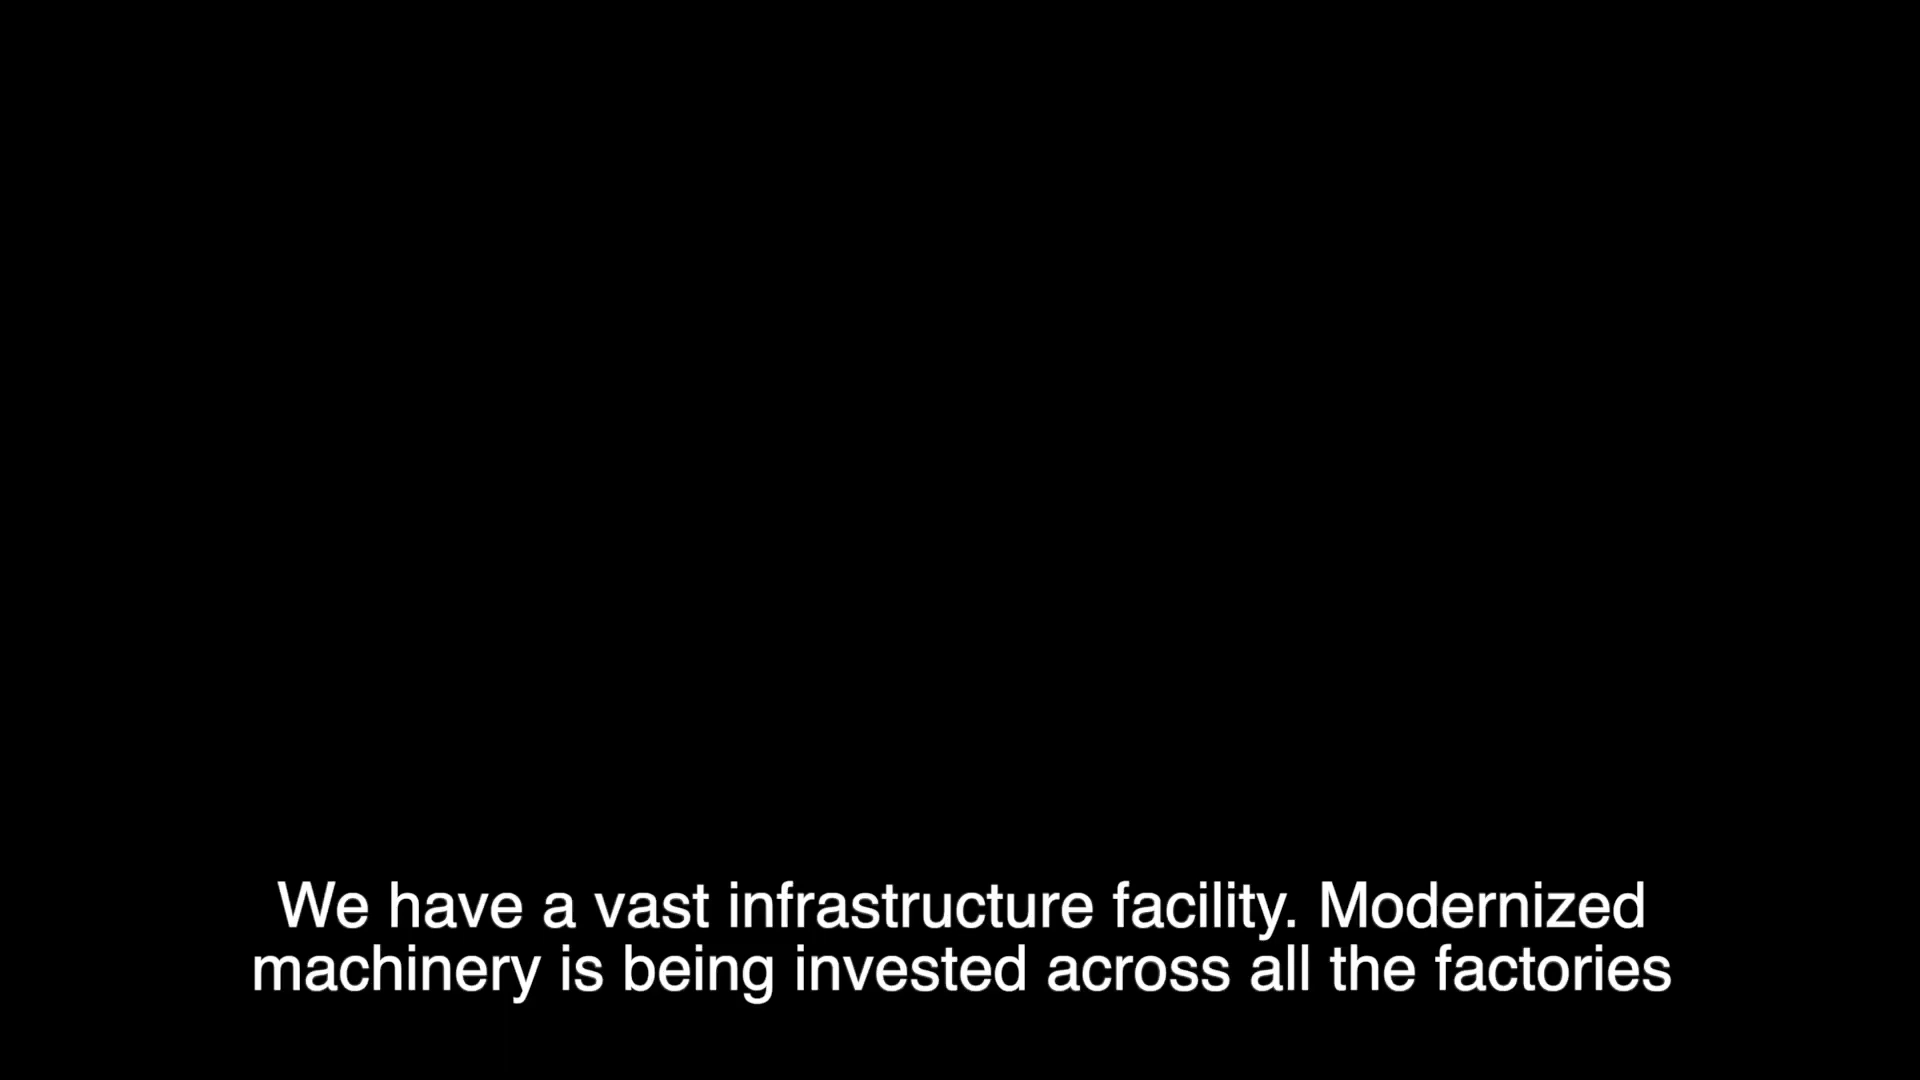 We have a vast infrastructure facility. Modernized
machinery is being invested across all the factories